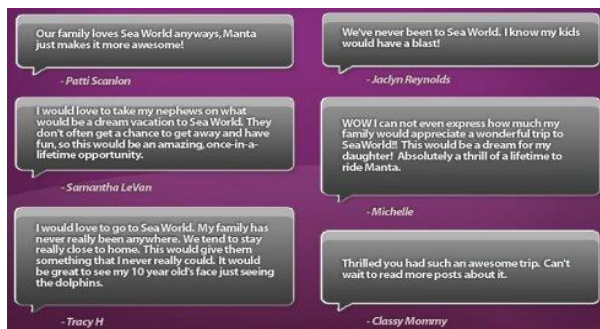 Our family loves Sea World anyways, Manta
just makes it more awesome!
- Patti Scanlon
I would love to take my nephews on what
would be a dream vacation to Sea World. They
don't often get a chance to get away and have
fun, so this would be an amazing, once-in-a-
lifetime opportunity.
- Samantha LeVan
I would love to go to Sea World. My family has
never really been anywhere. We tend to stay
really close to home. This would give them
something that I never really could. It would
be great to see my 10 year old's face just seeing
the dolphins.
- Tracy H
We've never been to Sea World. I know my kids
would have a blast!
- Jaclyn Reynolds
WOW I can not even express how much my
family would appreciate a wonderful trip to
SeaWorld!! This would be a dream for my
daughter! Absolutely a thrill of a lifetime to
ride Manta.
- Michelle
Thrilled you had such an awesome trip. Can't
wait to read more posts about it.
- Classy Mommy